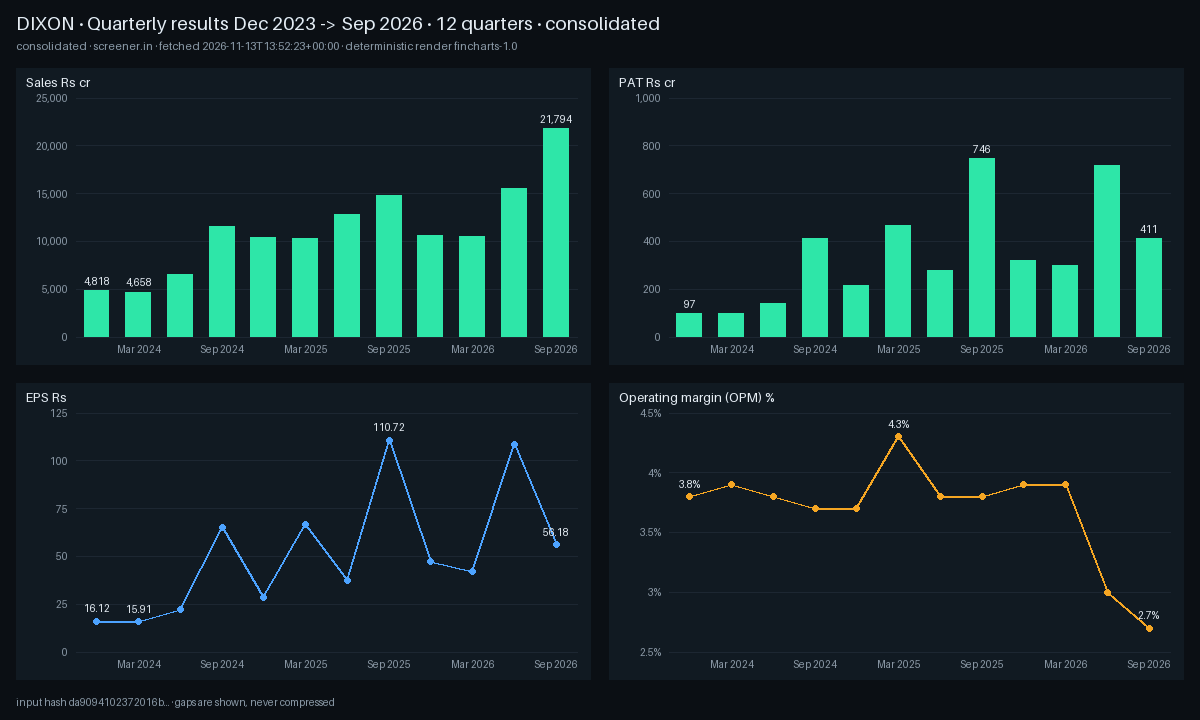 DIXON · Quarterly results Dec 2023 -> Sep 2026 · 12 quarters · consolidated
consolidated · screener.in · fetched 2026-11-13T13:52:23+00:00 · deterministic render fincharts-1.0
Sales Rs cr
25,000
20,000
15,000
10,000
5,000
0
4,818
4,658
21,794
Mar 2024
Sep 2024
Mar 2025
Sep 2025
Mar 2026
Sep 2026
PAT Rs cr
1,000
800
600
400
200
0
97
746
411
Mar 2024
Sep 2024
Mar 2025
Sep 2025
Mar 2026
Sep 2026
EPS Rs
125
100
75
50
25
0
16.12
15.91
110.72
56.18
Mar 2024
Sep 2024
Mar 2025
Sep 2025
Mar 2026
Sep 2026
Operating margin (OPM) %
4.5%
4%
3.5%
3%
2.5%
3.8%
4.3%
2.7%
Mar 2024
Sep 2024
Mar 2025
Sep 2025
Mar 2026
Sep 2026
input hash da9094102372016b… · gaps are shown, never compressed